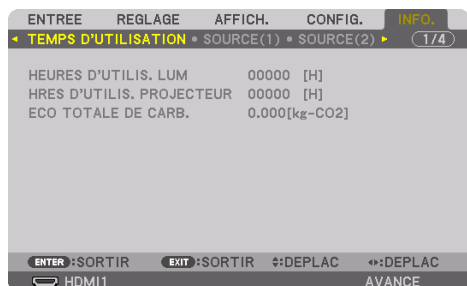 ENTREE REGLAGE AFFICH. CONFIG. INFO.
TEMPS D'UTILISATION • SOURCE(1) • SOURCE(2) 1/4
HEURES D'UTILIS. LUM 00000 [H]
HRES D'UTILIS. PROJECTEUR 00000 [H]
ECO TOTALE DE CARB. 0.000[kg-CO2]
ENTER :SORTIR EXIT :SORTIR :DEPLAC :DEPLAC
HDMI1 AVANCE